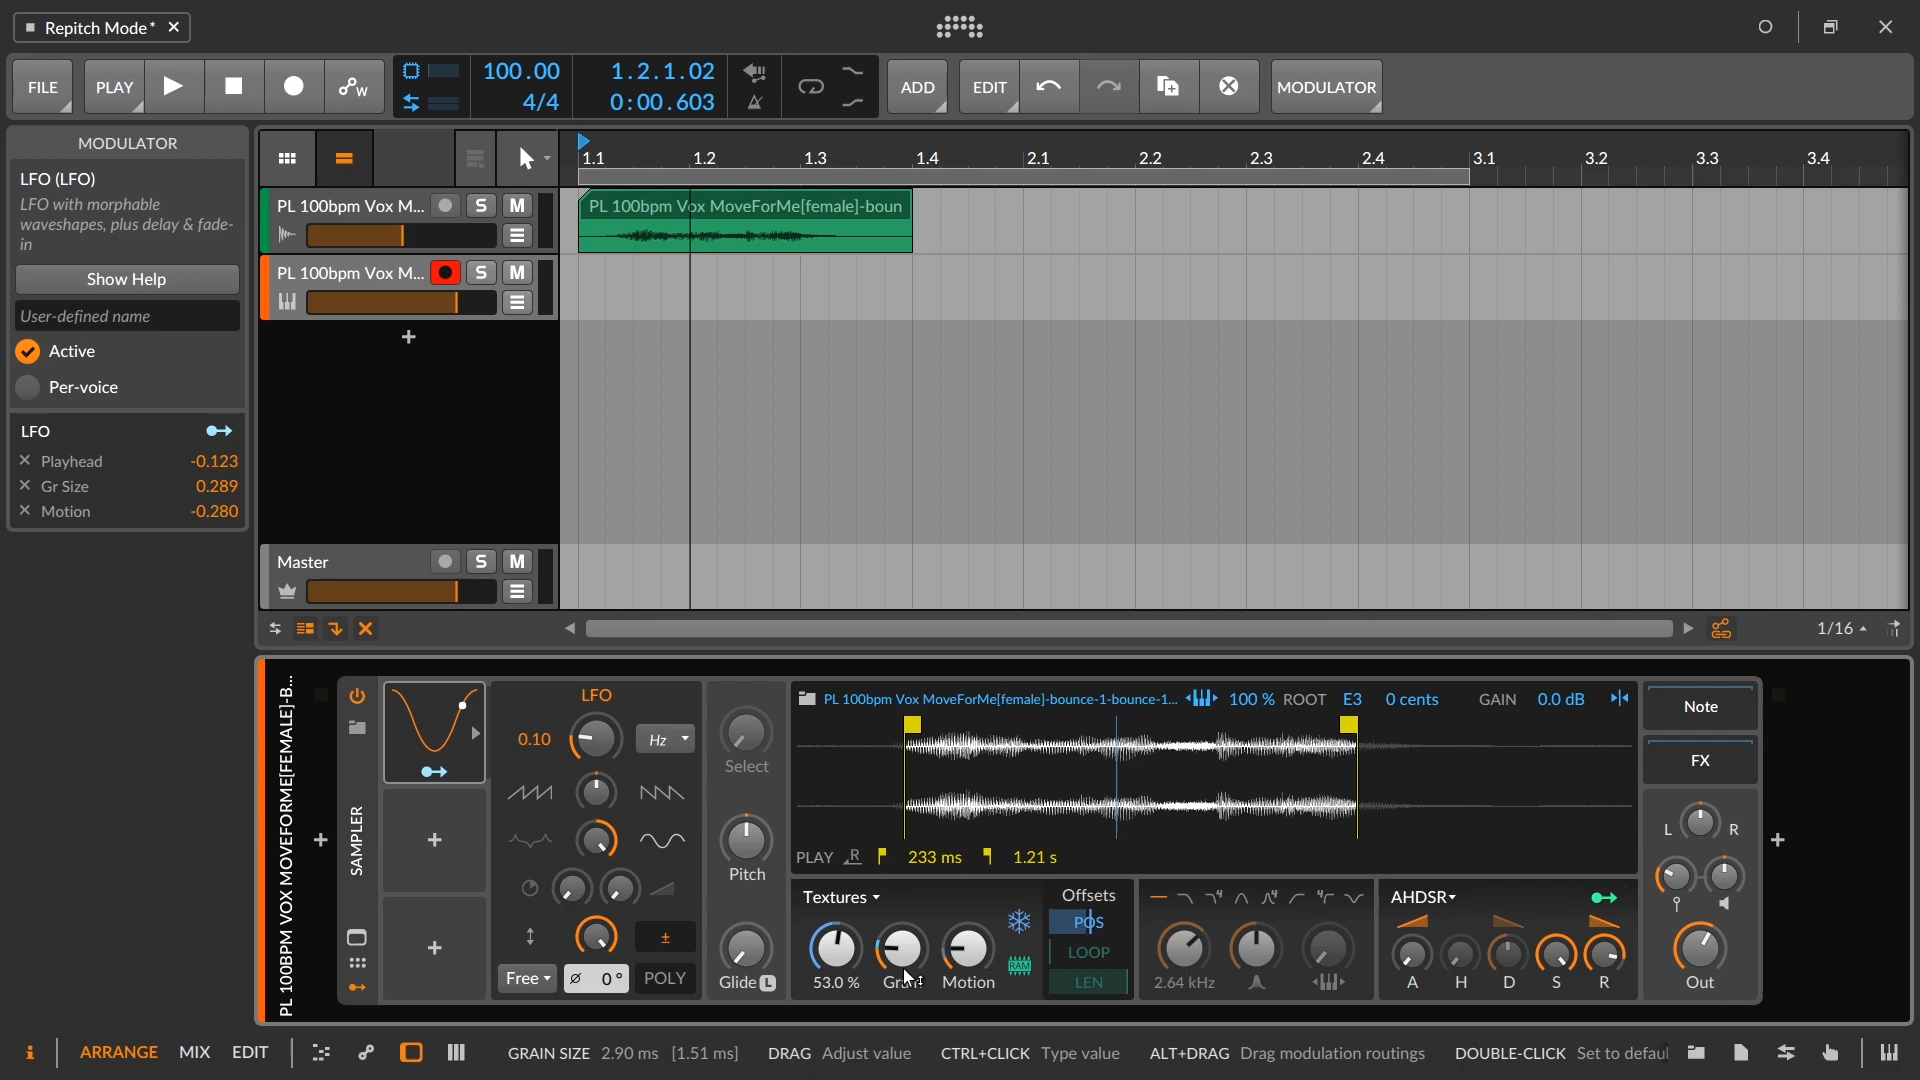 Repitch Mode*
FILE
PLAY
W
100.00
4/4
1.2.1.02
0:00.603
ADD
EDIT
MODULATOR
MODULATOR
LFO (LFO)
LFO with morphable
waveshapes, plus delay & fade-
in
Show Help
User-defined name
Active
Per-voice
LFO
Playhead -0.123
Gr Size 0.289
Motion -0.280
1.1 1.2 1.3 1.4 2.1 2.2 2.3 2.4 3.1 3.2 3.3 3.4
PL 100bpm Vox M... S M
PL 100bpm Vox MoveForMe[female]-boun
PL 100bpm Vox M... S M
+
Master S M
1/16
PL 100BPM VOX MOVEFORME[FEMALE]-B...
SAMPLER
LFO
0.10 Hz
Free 0° POLY
±
Select
Pitch
Glide L
PL 100bpm Vox MoveForMe[female]-bounce-1-bounce-1... 100 % ROOT E3 0 cents GAIN 0.0 dB
PLAY R 233 ms 1.21 s
Textures
53.0 % Motion
RAM
Offsets
POS
LOOP
LEN
2.64 kHz
AHDSR
A H D S R
Note
FX
L R
Out
i ARRANGE MIX EDIT
GRAIN SIZE 2.90 ms [1.51 ms] DRAG Adjust value CTRL+CLICK Type value ALT+DRAG Drag modulation routings DOUBLE-CLICK Set to defaul